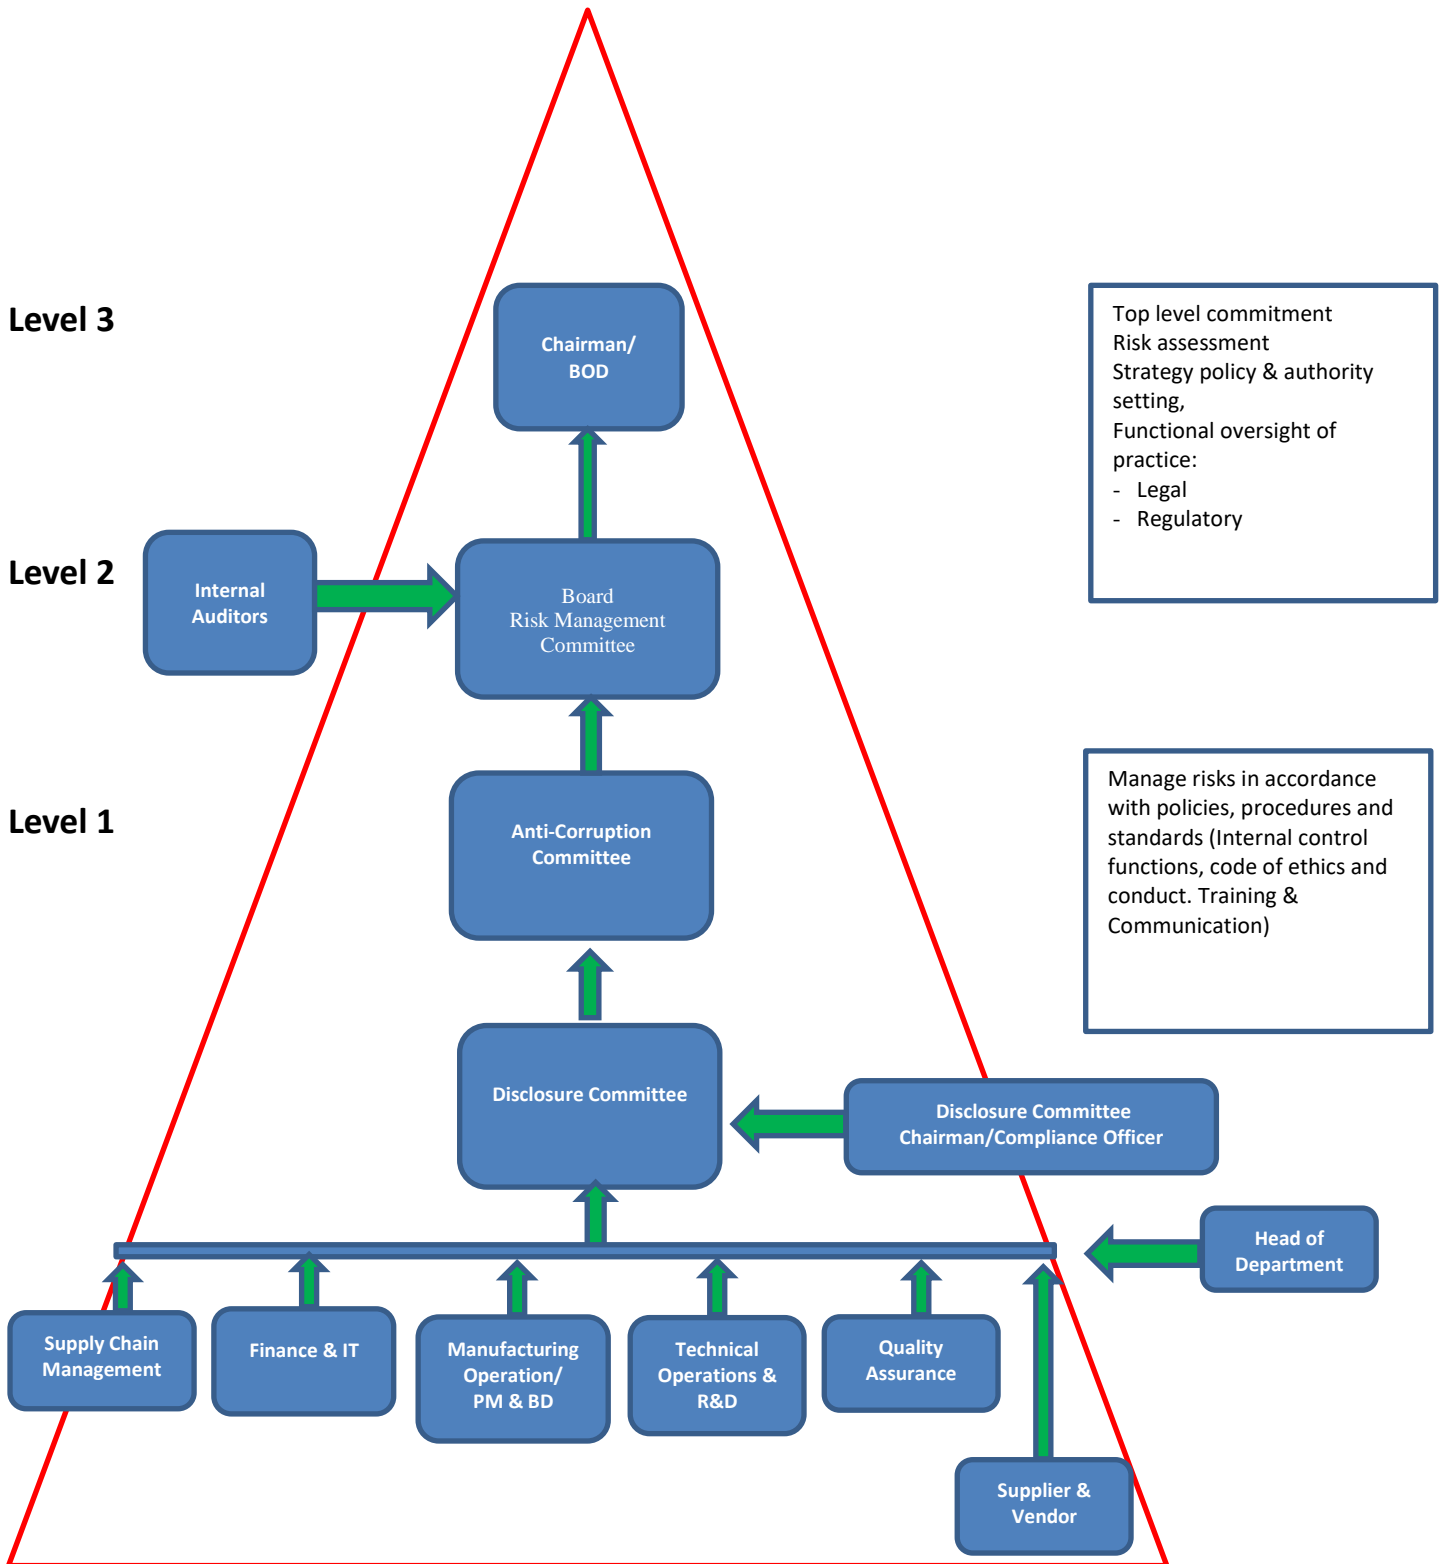 Level 3
Chairman/
BOD
Top level commitment
Risk assessment
Strategy policy & authority
setting,
Functional oversight of
practice:
- Legal
- Regulatory
Level 2
Internal
Auditors
Board
Risk Management
Committee
Level 1
Anti-Corruption
Committee
Manage risks in accordance
with policies, procedures and
standards (Internal control
functions, code of ethics and
conduct. Training &
Communication)
Disclosure Committee
Disclosure Committee
Chairman/Compliance Officer
Head of
Department
Supply Chain
Management
Finance & IT
Manufacturing
Operation/
PM & BD
Technical
Operations &
R&D
Quality
Assurance
Supplier &
Vendor